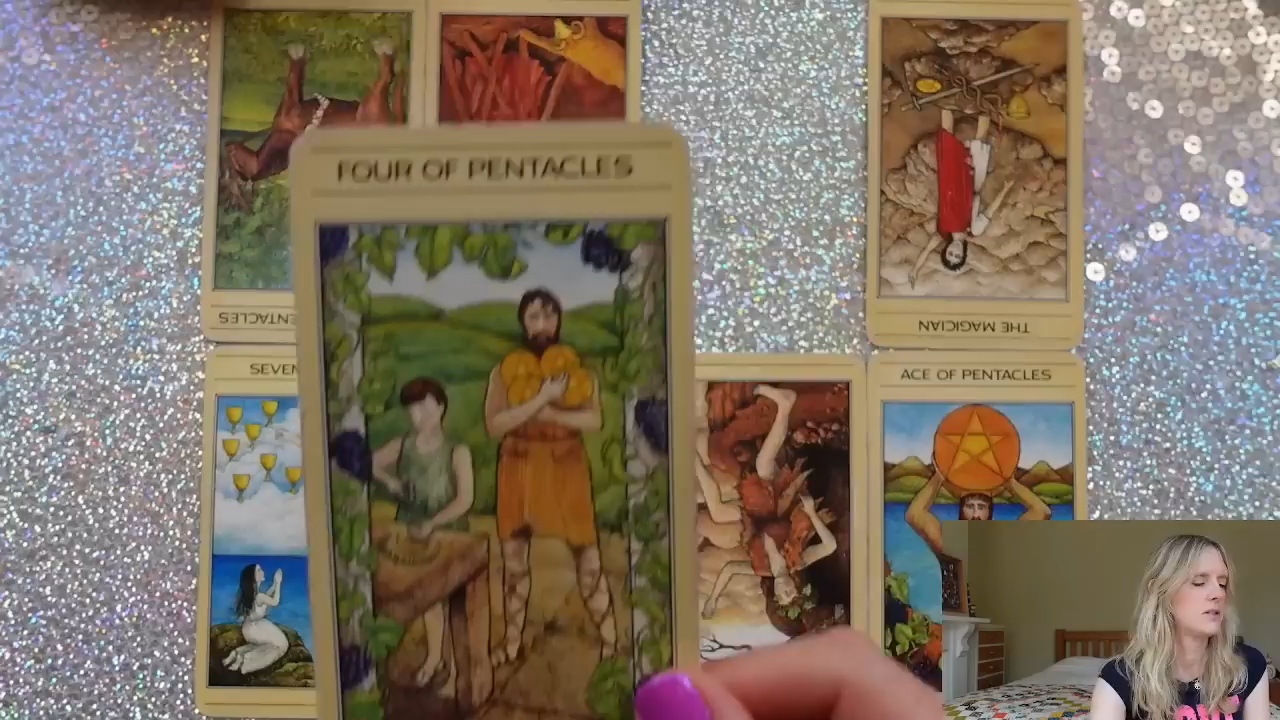 FOUR OF PENTACLES
ENTACLES
THE MAGICIAN
SEVEN
ACE OF PENTACLES